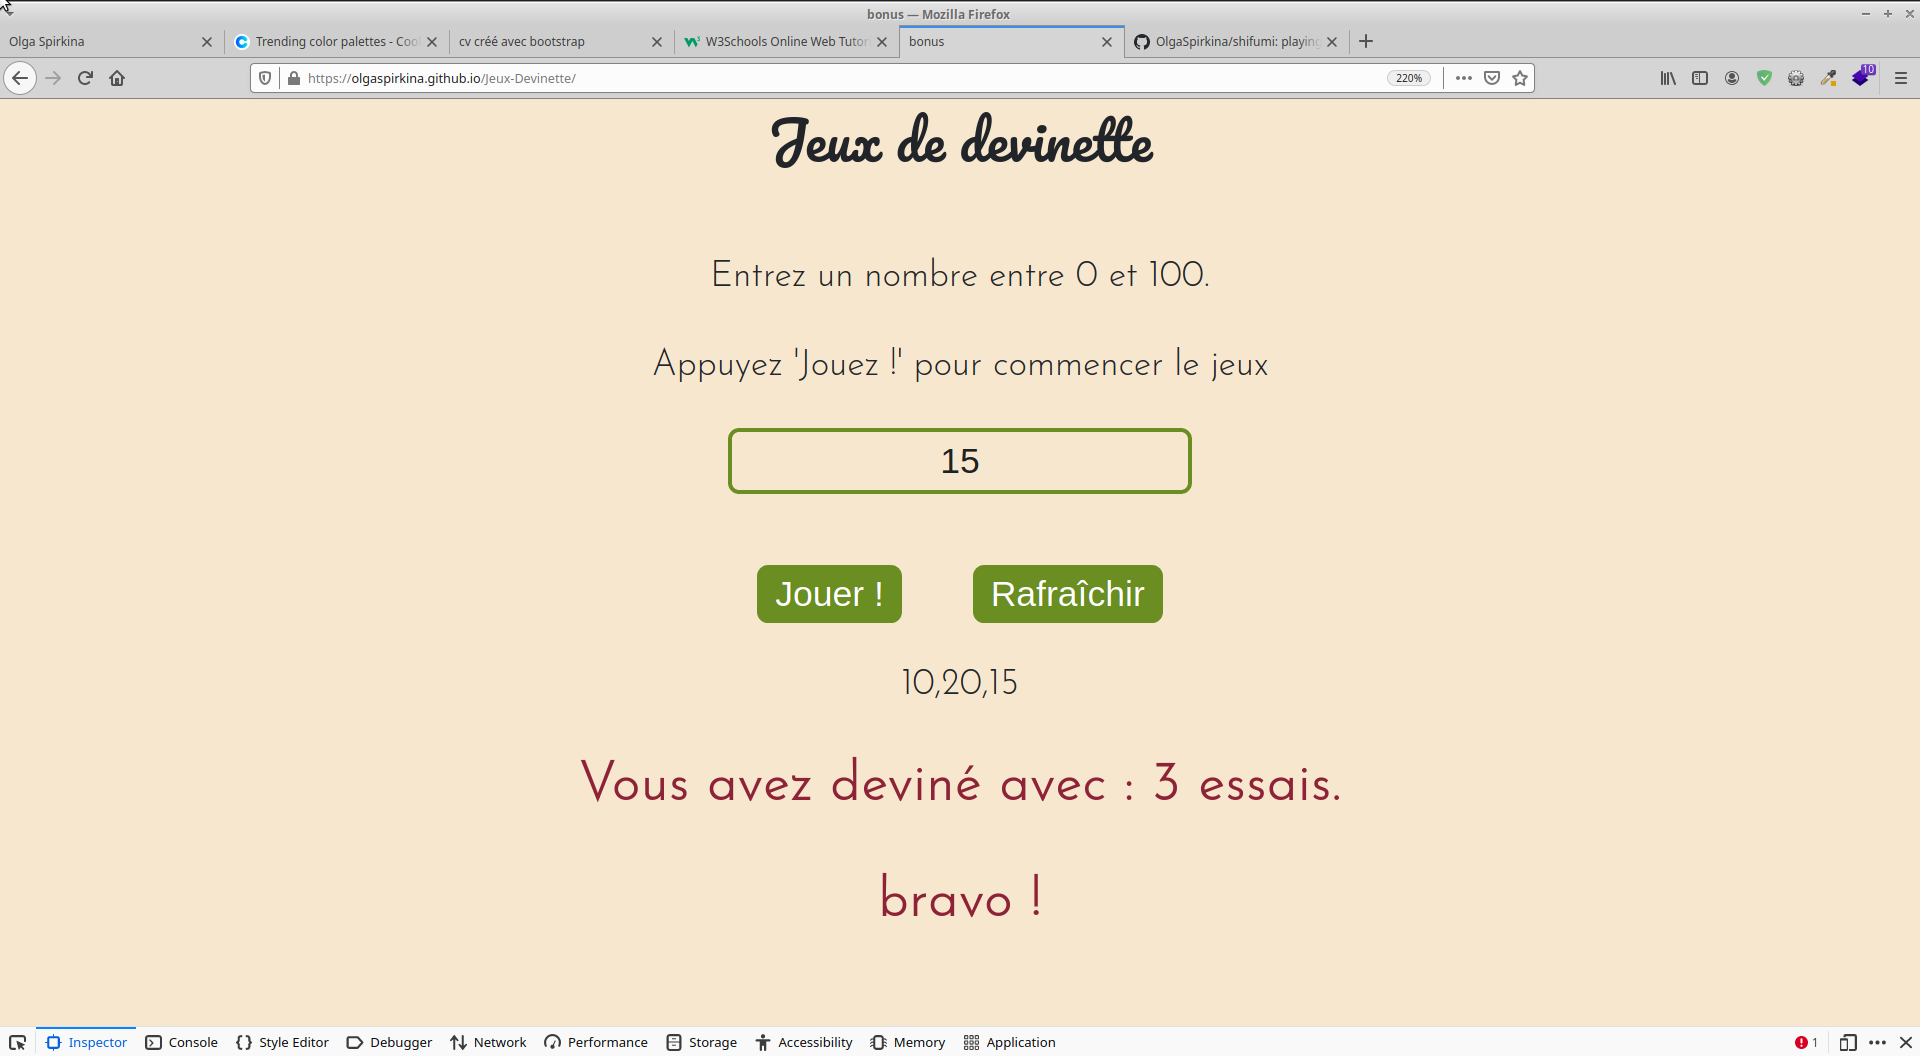 bonus — Mozilla Firefox
Olga Spirkina
Trending color palettes - Coo
cv créé avec bootstrap
W3Schools Online Web Tutor
bonus
OlgaSpirkina/shifumi: playing
https://olgaspirkina.github.io/Jeux-Devinette/
220%
10
Jeux de devinette
Entrez un nombre entre 0 et 100.
Appuyez 'Jouez !' pour commencer le jeux
15
Jouer !
Rafraîchir
10,20,15
Vous avez deviné avec : 3 essais.
bravo !
Inspector
Console
Style Editor
Debugger
Network
Performance
Storage
Accessibility
Memory
Application
1